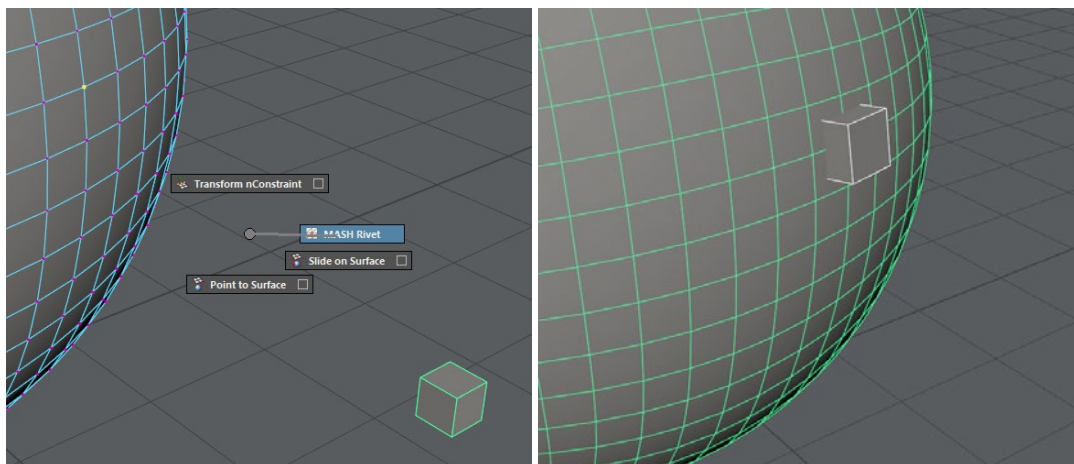 Transform nConstraint
MASH Rivet
Slide on Surface
Point to Surface